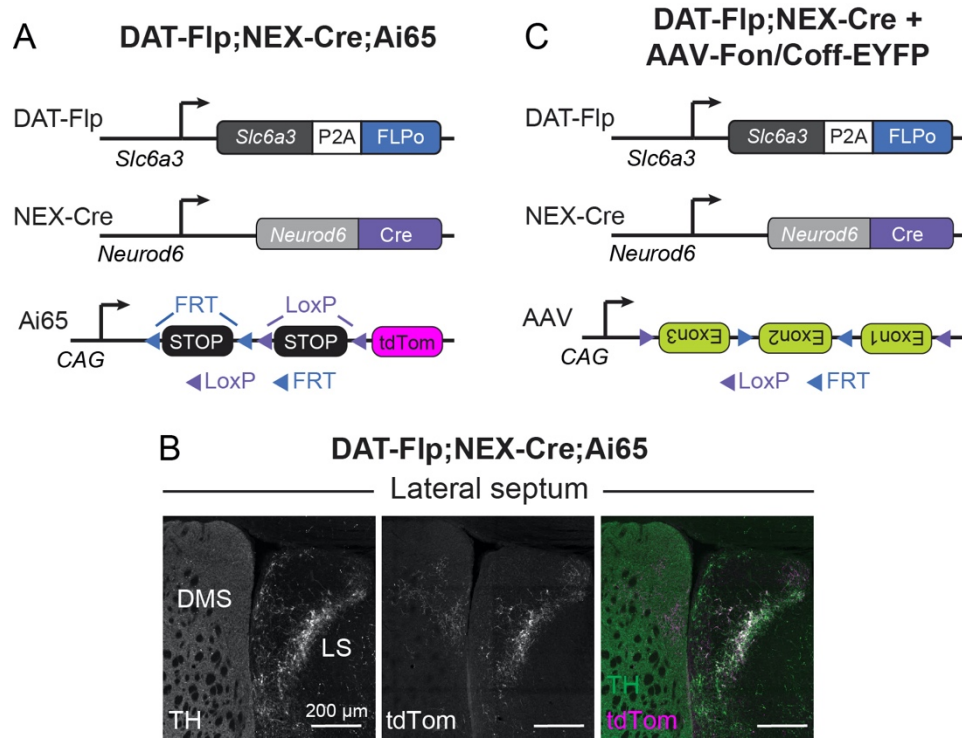 A
DAT-Flp;NEX-Cre;Ai65
DAT-Flp
Slc6a3
Slc6a3
P2A
FLPo
NEX-Cre
Neurod6
Neurod6
Cre
FRT
LoxP
Ai65
CAG
STOP
STOP
tdTom
LoxP
FRT
C
DAT-Flp;NEX-Cre +
AAV-Fon/Coff-EYFP
DAT-Flp
Slc6a3
Slc6a3
P2A
FLPo
NEX-Cre
Neurod6
Neurod6
Cre
AAV
CAG
Exon3
Exon2
Exon1
LoxP
FRT
B
DAT-Flp;NEX-Cre;Ai65
Lateral septum
DMS
LS
TH
200 µm
tdTom
TH
tdTom